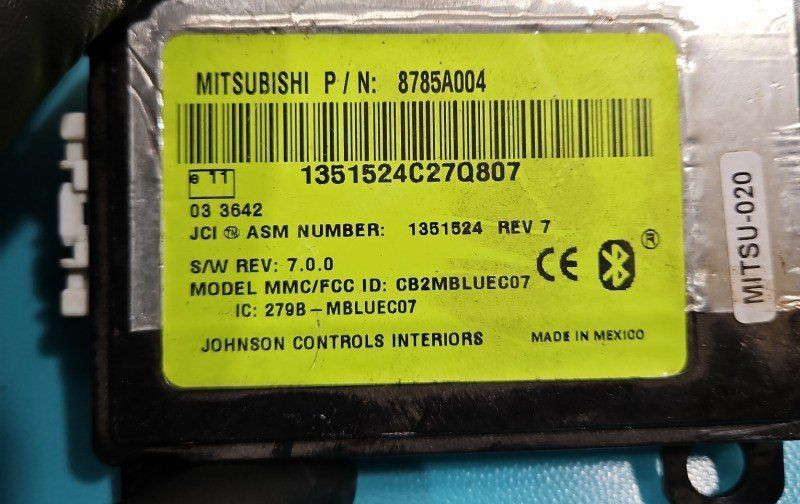 MITSUBISHI P/N: 8785A004
1351524C27Q807
e 11
03 3642
JCI ASM NUMBER: 1351524 REV 7
S/W REV: 7.0.0
MODEL MMC/FCC ID: CB2MBLUEC07
IC: 279B-MBLUEC07
CE ®
JOHNSON CONTROLS INTERIORS
MADE IN MEXICO
MITSU-020